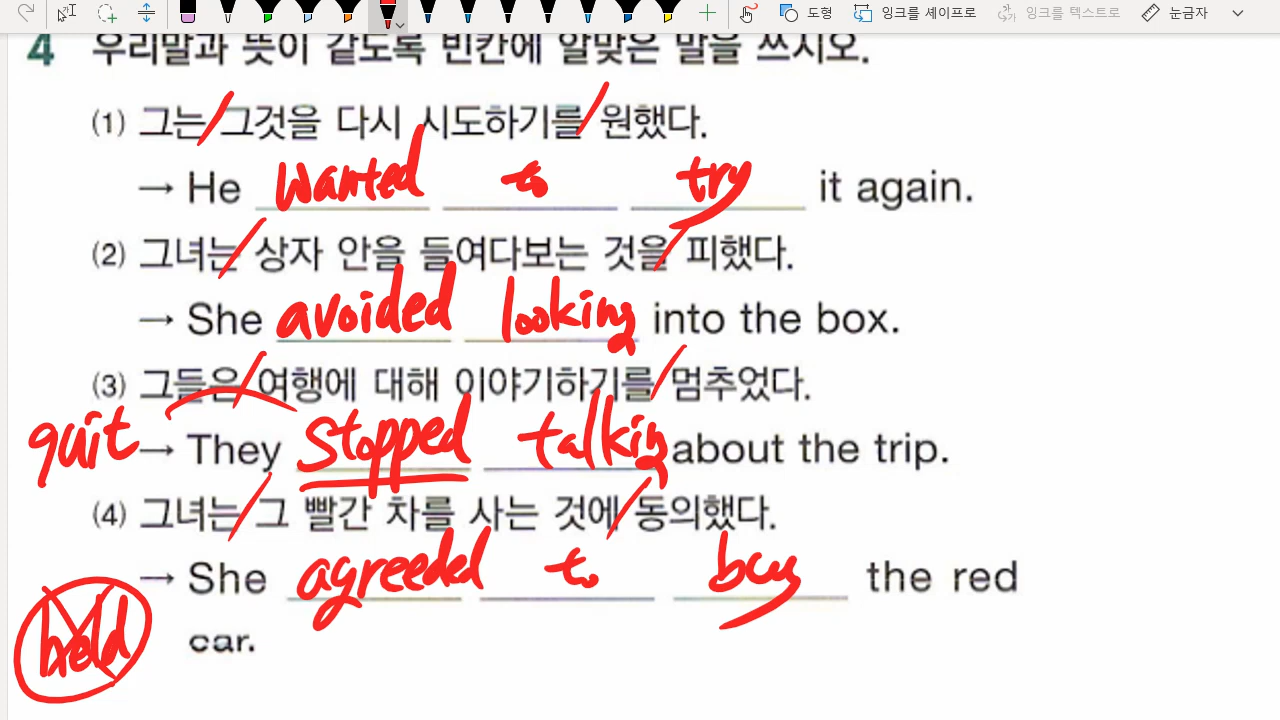 도형 잉크를 셰이프로 잉크를 텍스트로 눈금자
4 우리말과 뜻이 같도록 빈칸에 알맞은 말을 쓰시오.
(1) 그는 그것을 다시 시도하기를 원했다.
→ He wanted to try it again.
(2) 그녀는 상자 안을 들여다보는 것을 피했다.
→ She avoided looking into the box.
(3) 그들은 여행에 대해 이야기하기를 멈추었다.
quit → They stopped talking about the trip.
(4) 그녀는 그 빨간 차를 사는 것에 동의했다.
→ She agreeded to buy the red
car.